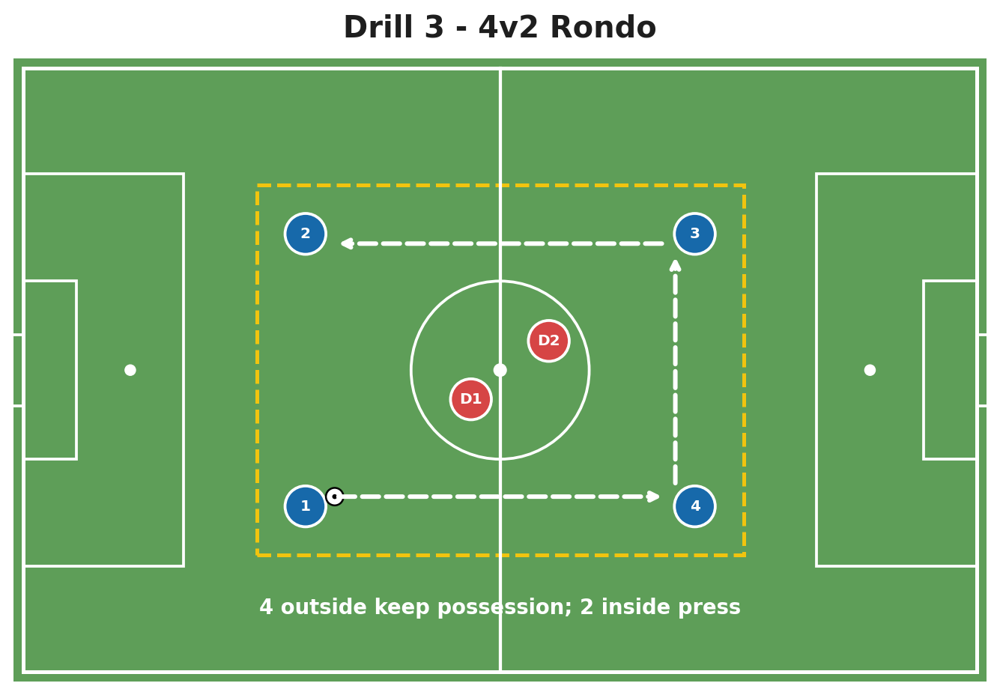 Drill 3 - 4v2 Rondo
2
3
D2
D1
1
4
4 outside keep possession; 2 inside press